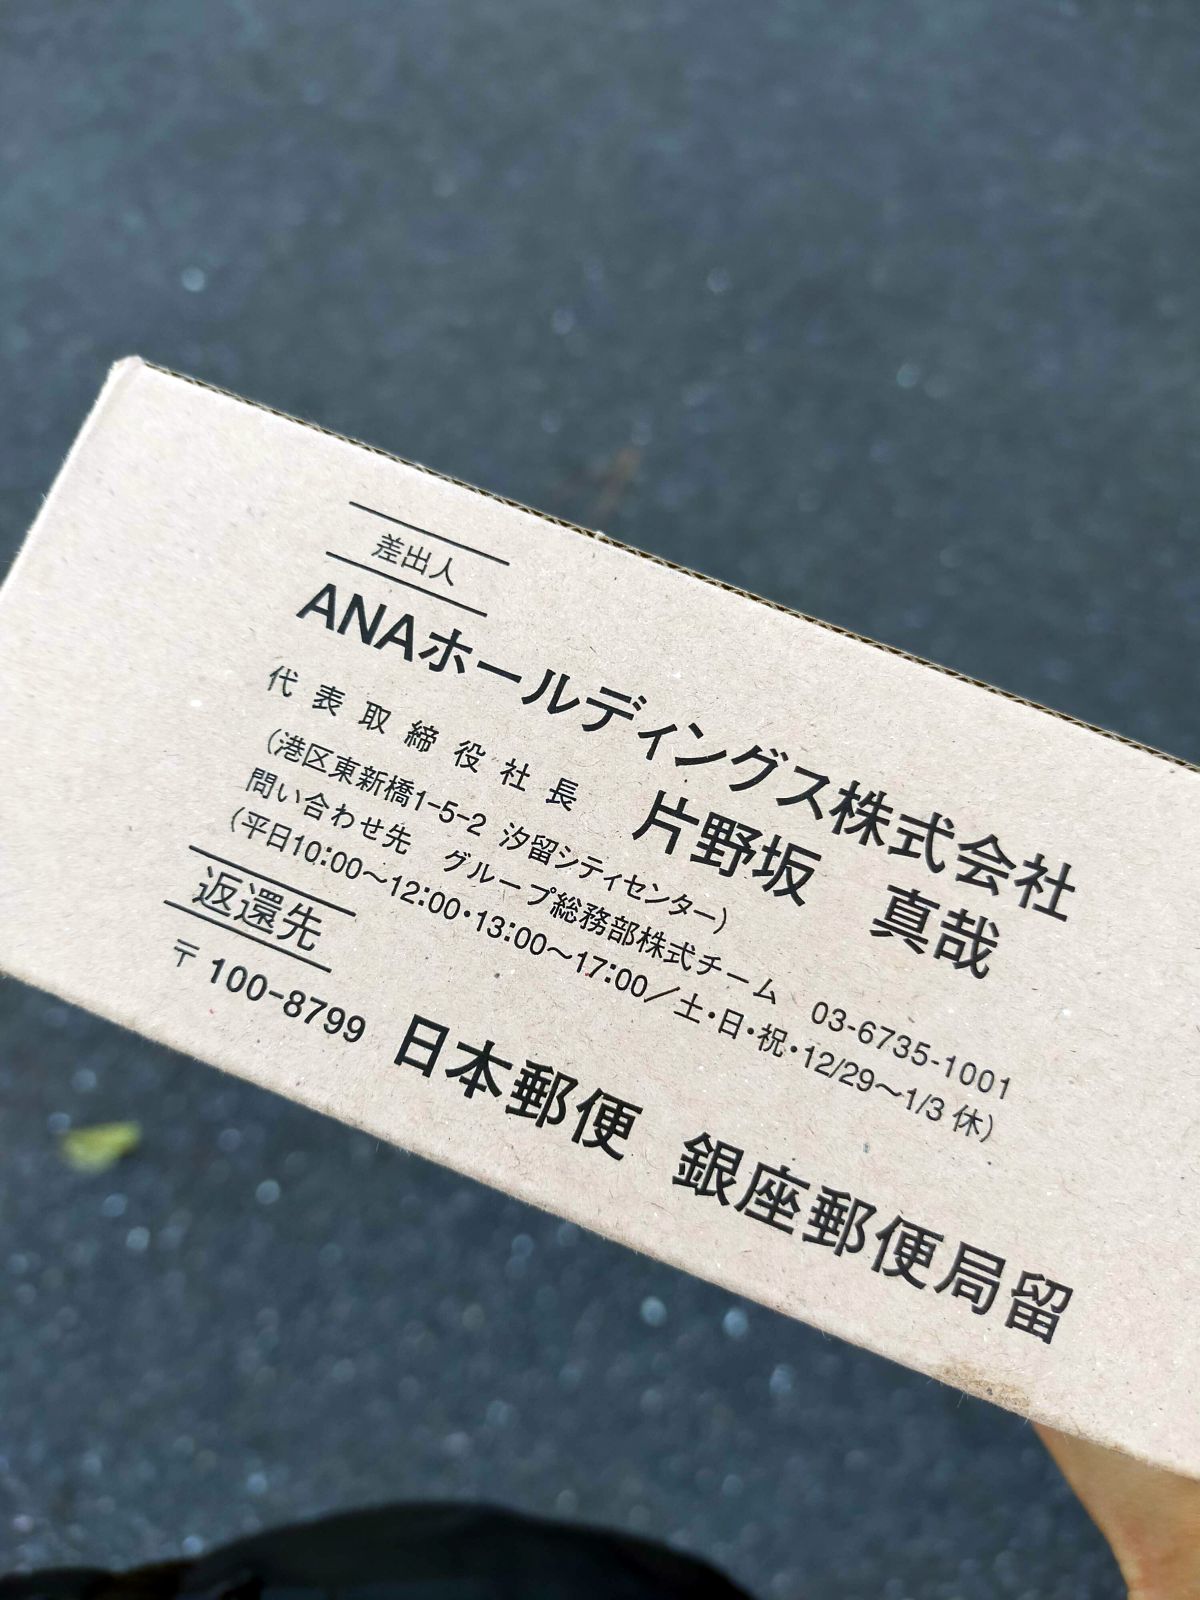 差出人
ANAホールディングス株式会社
代表取締役社長 片野坂 真哉
(港区東新橋1-5-2 汐留シティセンター)
問い合わせ先 グループ総務部株式チーム 03-6735-1001
(平日10:00〜12:00・13:00〜17:00/土・日・祝・12/29〜1/3 休)
返還先
〒100-8799 日本郵便 銀座郵便局留